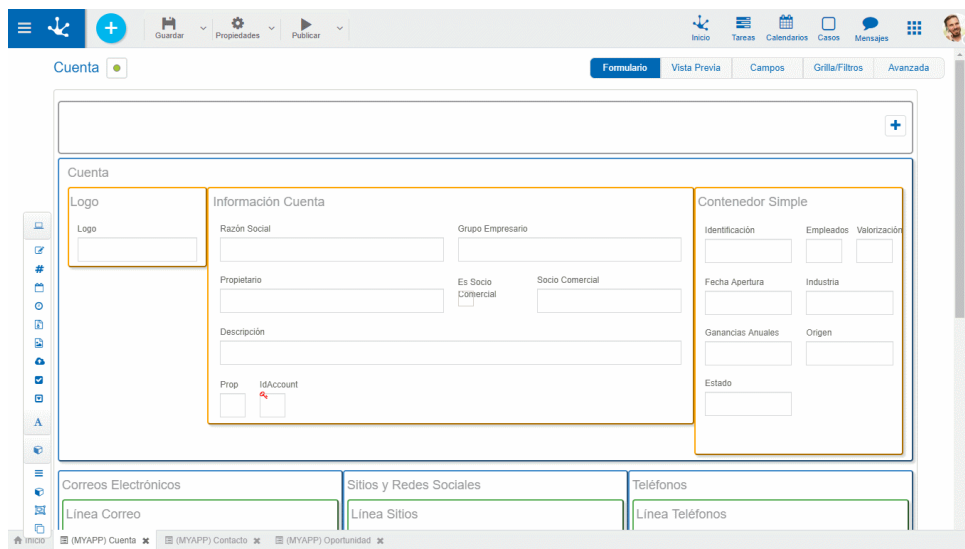 Guardar Propiedades Publicar Inicio Tareas Calendarios Casos Mensajes
Cuenta Formulario Vista Previa Campos Grilla/Filtros Avanzada
Cuenta
Logo Información Cuenta Contenedor Simple
Logo Razón Social Grupo Empresario Identificación Empleados Valorización
Propietario Es Socio Comercial Socio Comercial Fecha Apertura Industria
Descripción Ganancias Anuales Origen
Prop IdAccount Estado
Correos Electrónicos Sitios y Redes Sociales Teléfonos
Línea Correo Línea Sitios Línea Teléfonos
Inicio (MYAPP) Cuenta (MYAPP) Contacto (MYAPP) Oportunidad